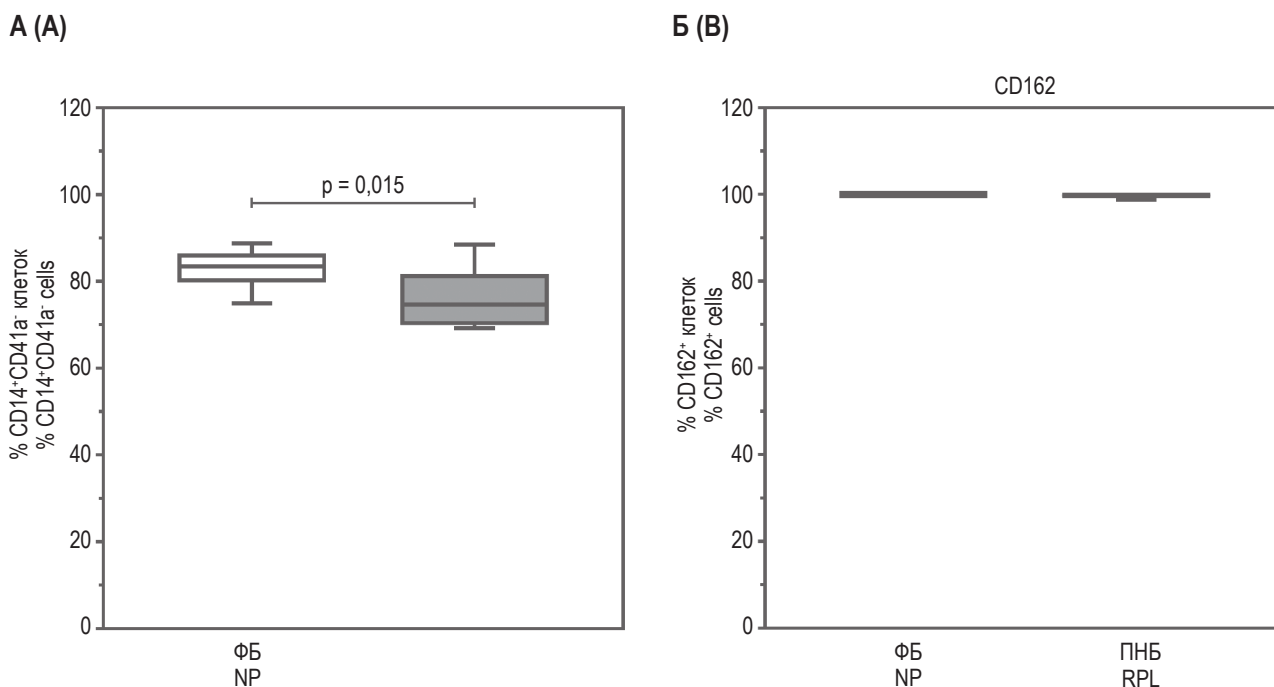 А (A)
120
100
80
60
40
20
0
% CD14⁺CD41a⁻ клеток
% CD14⁺CD41a⁻ cells
p = 0,015
ФБ
NP
Б (B)
CD162
120
100
80
60
40
20
0
% CD162⁺ клеток
% CD162⁺ cells
ФБ
NP
ПНБ
RPL